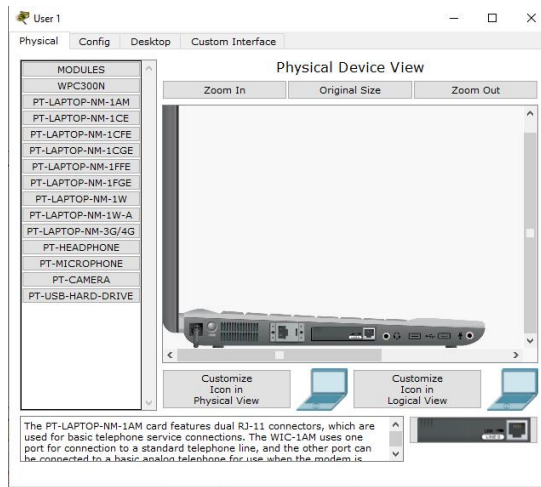 User 1
Physical Config Desktop Custom Interface
MODULES
WPC300N
PT-LAPTOP-NM-1AM
PT-LAPTOP-NM-1CE
PT-LAPTOP-NM-1CFE
PT-LAPTOP-NM-1CGE
PT-LAPTOP-NM-1FFE
PT-LAPTOP-NM-1FGE
PT-LAPTOP-NM-1W
PT-LAPTOP-NM-1W-A
PT-LAPTOP-NM-3G/4G
PT-HEADPHONE
PT-MICROPHONE
PT-CAMERA
PT-USB-HARD-DRIVE
Physical Device View
Zoom In Original Size Zoom Out
Customize
Icon in
Physical View
Customize
Icon in
Logical View
The PT-LAPTOP-NM-1AM card features dual RJ-11 connectors, which are
used for basic telephone service connections. The WIC-1AM uses one
port for connection to a standard telephone line, and the other port can
be connected to a basic analog telephone for use when the modem is